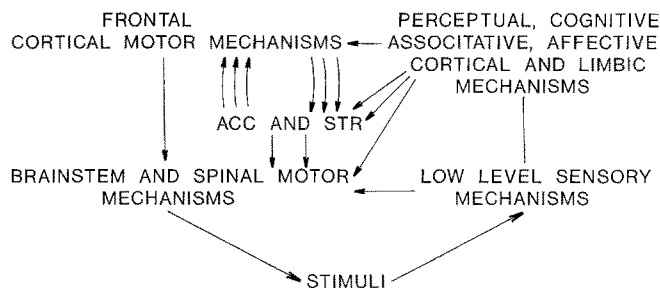 FRONTAL
CORTICAL MOTOR MECHANISMS
PERCEPTUAL, COGNITIVE
ASSOCITATIVE, AFFECTIVE
CORTICAL AND LIMBIC
MECHANISMS
ACC AND STR
BRAINSTEM AND SPINAL MOTOR
MECHANISMS
LOW LEVEL SENSORY
MECHANISMS
STIMULI